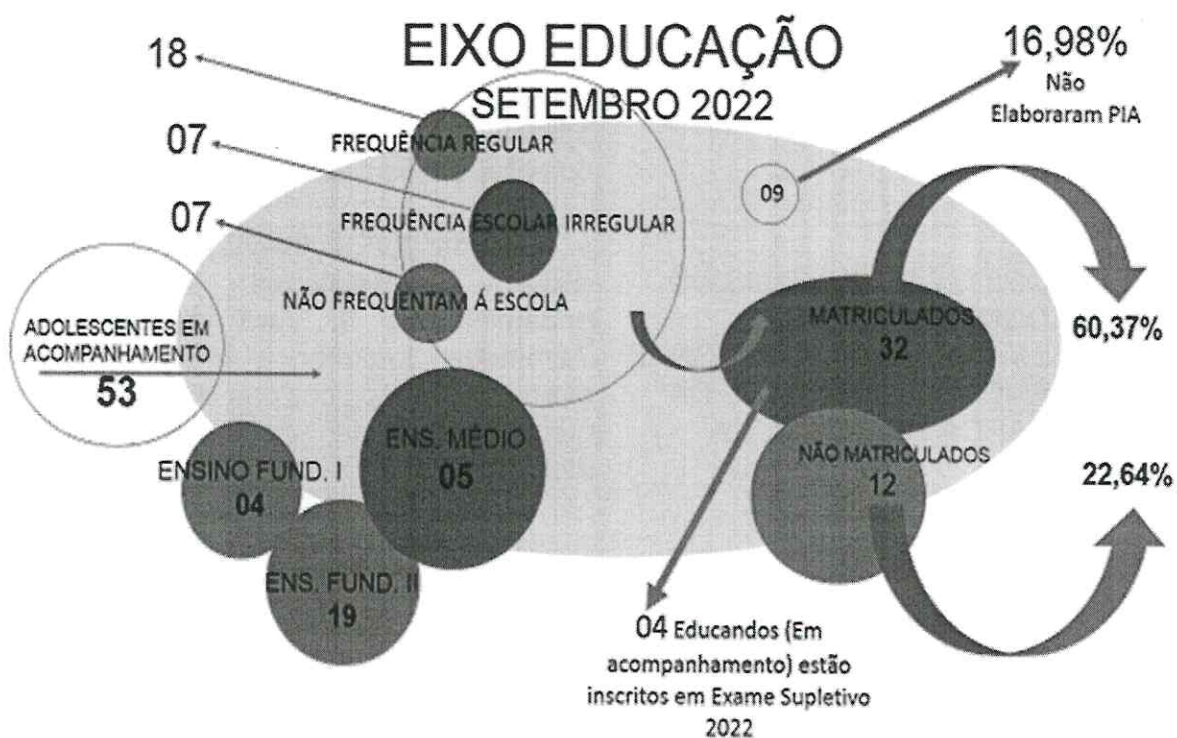 EIXO EDUCAÇÃO
SETEMBRO 2022
18
FREQUÊNCIA REGULAR
07
FREQUÊNCIA ESCOLAR IRREGULAR
07
NÃO FREQUENTAM Á ESCOLA
16,98%
Não
Elaboraram PIA
09
ADOLESCENTES EM
ACOMPANHAMENTO
53
MATRICULADOS
32
60,37%
ENSINO FUND. I
04
ENS. FUND. II
19
ENS. MÉDIO
05
NÃO MATRICULADOS
12
22,64%
04 Educandos (Em
acompanhamento) estão
inscritos em Exame Supletivo
2022